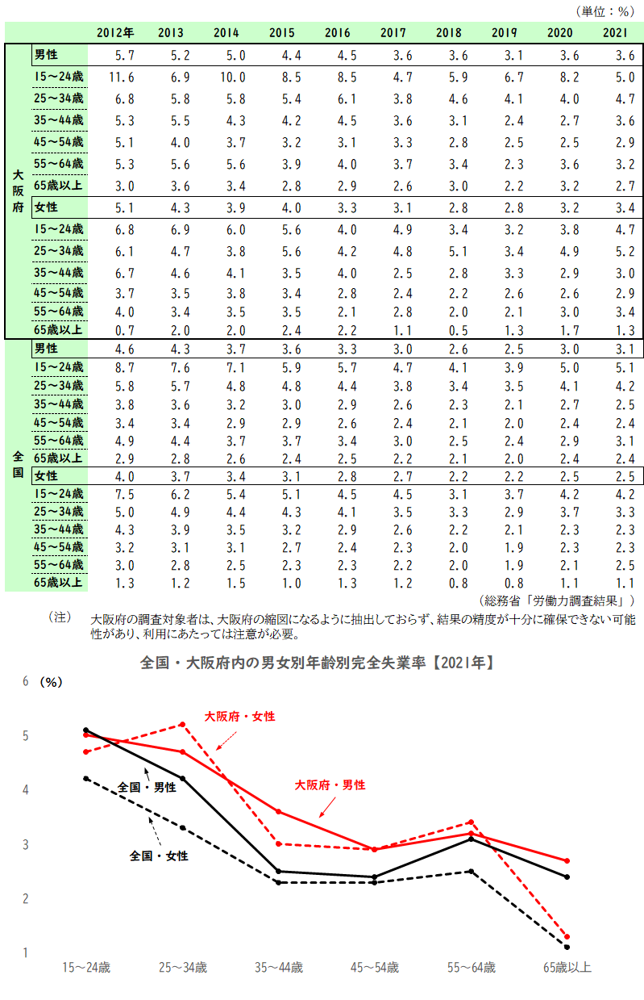 （単位：％）
2012年 2013 2014 2015 2016 2017 2018 2019 2020 2021
大阪府
男性 5.7 5.2 5.0 4.4 4.5 3.6 3.6 3.1 3.6 3.6
15～24歳 11.6 6.9 10.0 8.5 8.5 4.7 5.9 6.7 8.2 5.0
25～34歳 6.8 5.8 5.8 5.4 6.1 3.8 4.6 4.1 4.0 4.7
35～44歳 5.3 5.5 4.3 4.2 4.5 3.6 3.1 2.4 2.7 3.6
45～54歳 5.1 4.0 3.7 3.2 3.1 3.3 2.8 2.5 2.5 2.9
55～64歳 5.3 5.6 5.6 3.9 4.0 3.7 3.4 2.3 3.6 3.2
65歳以上 3.0 3.6 3.4 2.8 2.9 2.6 3.0 2.2 3.2 2.7
女性 5.1 4.3 3.9 4.0 3.3 3.1 2.8 2.8 3.2 3.4
15～24歳 6.8 6.9 6.0 5.6 4.0 4.9 3.4 3.2 3.8 4.7
25～34歳 6.1 4.7 3.8 5.6 4.2 4.8 5.1 3.4 4.9 5.2
35～44歳 6.7 4.6 4.1 3.5 4.0 2.5 2.8 3.3 2.9 3.0
45～54歳 3.7 3.5 3.8 3.4 2.8 2.4 2.2 2.6 2.6 2.9
55～64歳 4.0 3.4 3.5 3.5 2.1 2.8 2.0 2.1 3.0 3.4
65歳以上 0.7 2.0 2.0 2.4 2.2 1.1 0.5 1.3 1.7 1.3
全国
男性 4.6 4.3 3.7 3.6 3.3 3.0 2.6 2.5 3.0 3.1
15～24歳 8.7 7.6 7.1 5.9 5.7 4.7 4.1 3.9 5.0 5.1
25～34歳 5.8 5.7 4.8 4.8 4.4 3.8 3.4 3.5 4.1 4.2
35～44歳 3.8 3.6 3.2 3.0 2.9 2.6 2.3 2.1 2.7 2.5
45～54歳 3.4 3.4 2.9 2.9 2.6 2.4 2.1 2.0 2.4 2.4
55～64歳 4.9 4.4 3.7 3.7 3.4 3.0 2.5 2.4 2.9 3.1
65歳以上 2.9 2.8 2.6 2.4 2.5 2.2 2.1 2.0 2.4 2.4
女性 4.0 3.7 3.4 3.1 2.8 2.7 2.2 2.2 2.5 2.5
15～24歳 7.5 6.2 5.4 5.1 4.5 4.5 3.1 3.7 4.2 4.2
25～34歳 5.0 4.9 4.4 4.3 4.1 3.5 3.3 2.9 3.7 3.3
35～44歳 4.3 3.9 3.5 3.2 2.9 2.6 2.2 2.1 2.3 2.3
45～54歳 3.2 3.1 3.1 2.7 2.4 2.3 2.0 1.9 2.3 2.3
55～64歳 3.0 2.8 2.5 2.3 2.3 2.2 2.0 1.9 2.1 2.5
65歳以上 1.3 1.2 1.5 1.0 1.3 1.2 0.8 0.8 1.1 1.1
（総務省「労働力調査結果」）
（注） 大阪府の調査対象者は、大阪府の縮図になるように抽出しておらず、結果の精度が十分に確保できない可能
性があり、利用にあたっては注意が必要。
全国・大阪府内の男女別年齢別完全失業率【2021年】
6 （%）
大阪府・女性
5
大阪府・男性
全国・男性
4
3
全国・女性
2
1
15～24歳 25～34歳 35～44歳 45～54歳 55～64歳 65歳以上